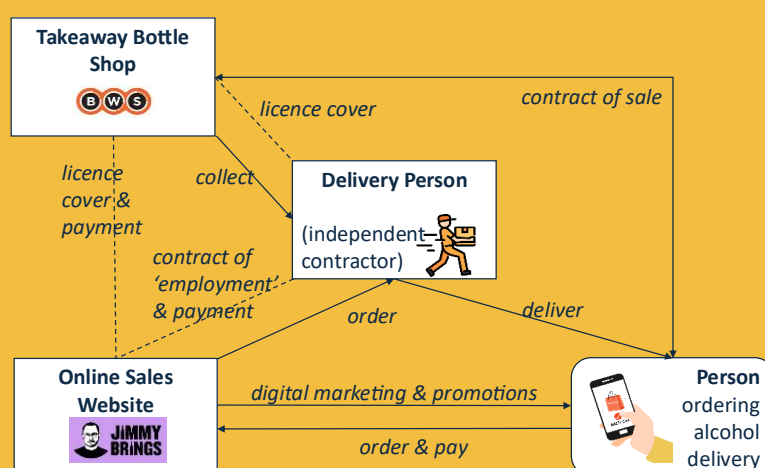 Takeaway Bottle
Shop
BWS
licence cover
contract of sale
licence
cover &
payment
collect
Delivery Person
(independent
contractor)
contract of
‘employment’
& payment
order
deliver
Online Sales
Website
JiMMY
BRiNGS
digital marketing & promotions
order & pay
Person
ordering
alcohol
delivery